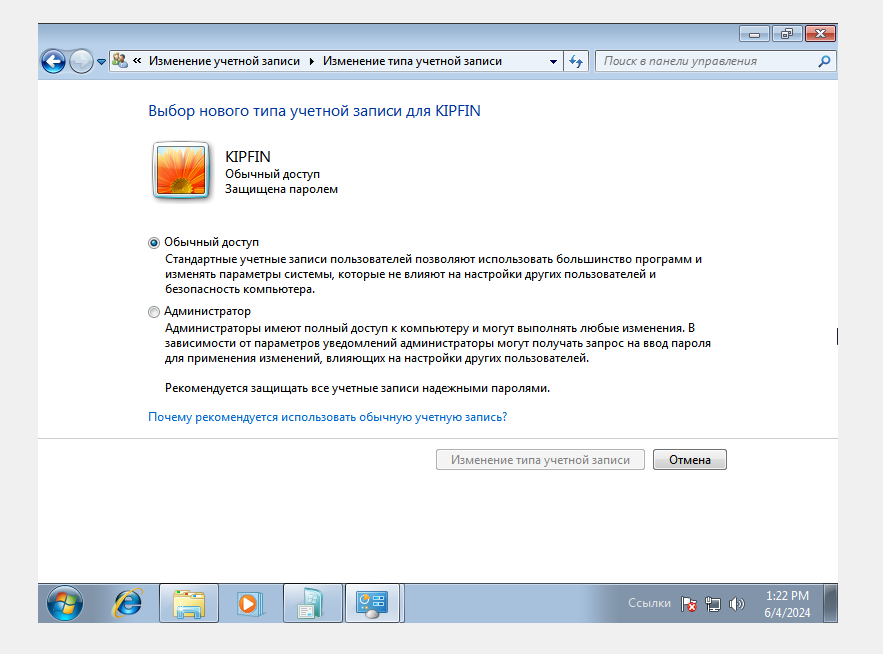 « Изменение учетной записи Изменение типа учетной записи Поиск в панели управления
Выбор нового типа учетной записи для KIPFIN
KIPFIN
Обычный доступ
Защищена паролем
Обычный доступ
Стандартные учетные записи пользователей позволяют использовать большинство программ и
изменять параметры системы, которые не влияют на настройки других пользователей и
безопасность компьютера.
Администратор
Администраторы имеют полный доступ к компьютеру и могут выполнять любые изменения. В
зависимости от параметров уведомлений администраторы могут получать запрос на ввод пароля
для применения изменений, влияющих на настройки других пользователей.
Рекомендуется защищать все учетные записи надежными паролями.
Почему рекомендуется использовать обычную учетную запись?
Изменение типа учетной записи Отмена
Ссылки
1:22 PM
6/4/2024